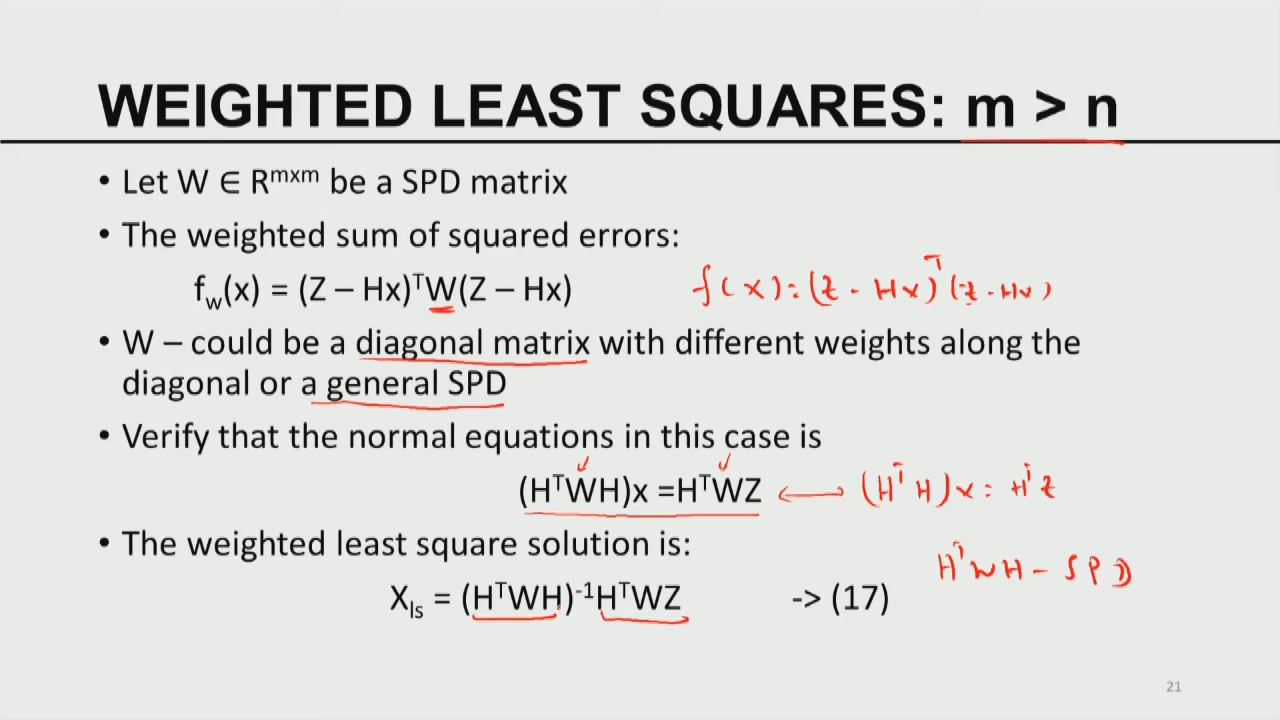 WEIGHTED LEAST SQUARES: m > n
• Let W ∈ Rᵐˣᵐ be a SPD matrix
• The weighted sum of squared errors:
f_w(x) = (Z – Hx)ᵀW(Z – Hx) f(x) = (Z - Hx)ᵀ(Z - Hx)
• W – could be a diagonal matrix with different weights along the
diagonal or a general SPD
• Verify that the normal equations in this case is
(HᵀWH)x =HᵀWZ ⟷ (HᵀH)x = HᵀZ
• The weighted least square solution is:
HᵀWH - SPD
X_ls = (HᵀWH)⁻¹HᵀWZ -> (17)
21